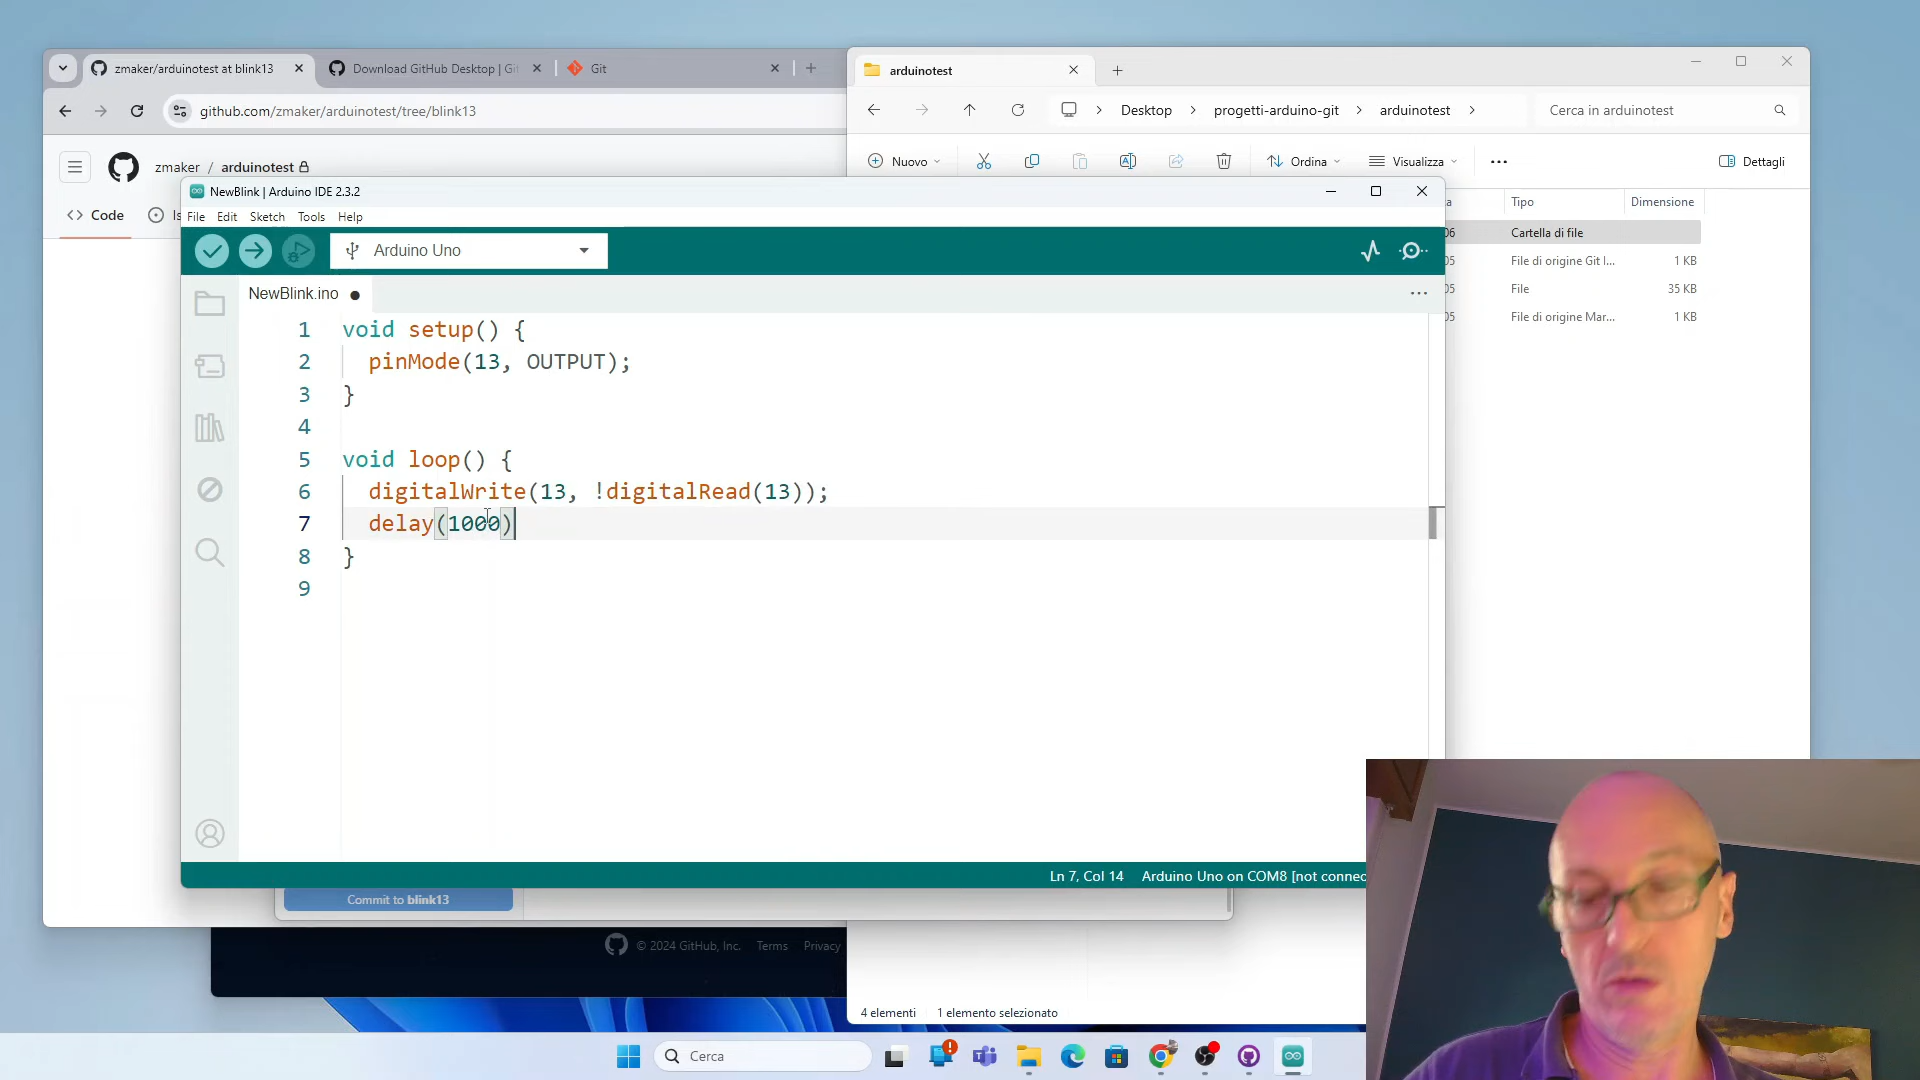 zmaker/arduinotest at blink13
Download GitHub Desktop | Git
Git
github.com/zmaker/arduinotest/tree/blink13
zmaker / arduinotest
Code
Is
arduinotest
Desktop > progetti-arduino-git > arduinotest >
Cerca in arduinotest
Nuovo
Ordina
Visualizza
Dettagli
Tipo
Dimensione
06
Cartella di file
05
File di origine Git I...
1 KB
05
File
35 KB
05
File di origine Mar...
1 KB
NewBlink | Arduino IDE 2.3.2
File Edit Sketch Tools Help
Arduino Uno
NewBlink.ino
1 void setup() {
2 pinMode(13, OUTPUT);
3 }
4
5 void loop() {
6 digitalWrite(13, !digitalRead(13));
7 delay(1000)
8 }
9
Ln 7, Col 14 Arduino Uno on COM8 [not connec
Commit to blink13
© 2024 GitHub, Inc. Terms Privacy
4 elementi 1 elemento selezionato
Cerca